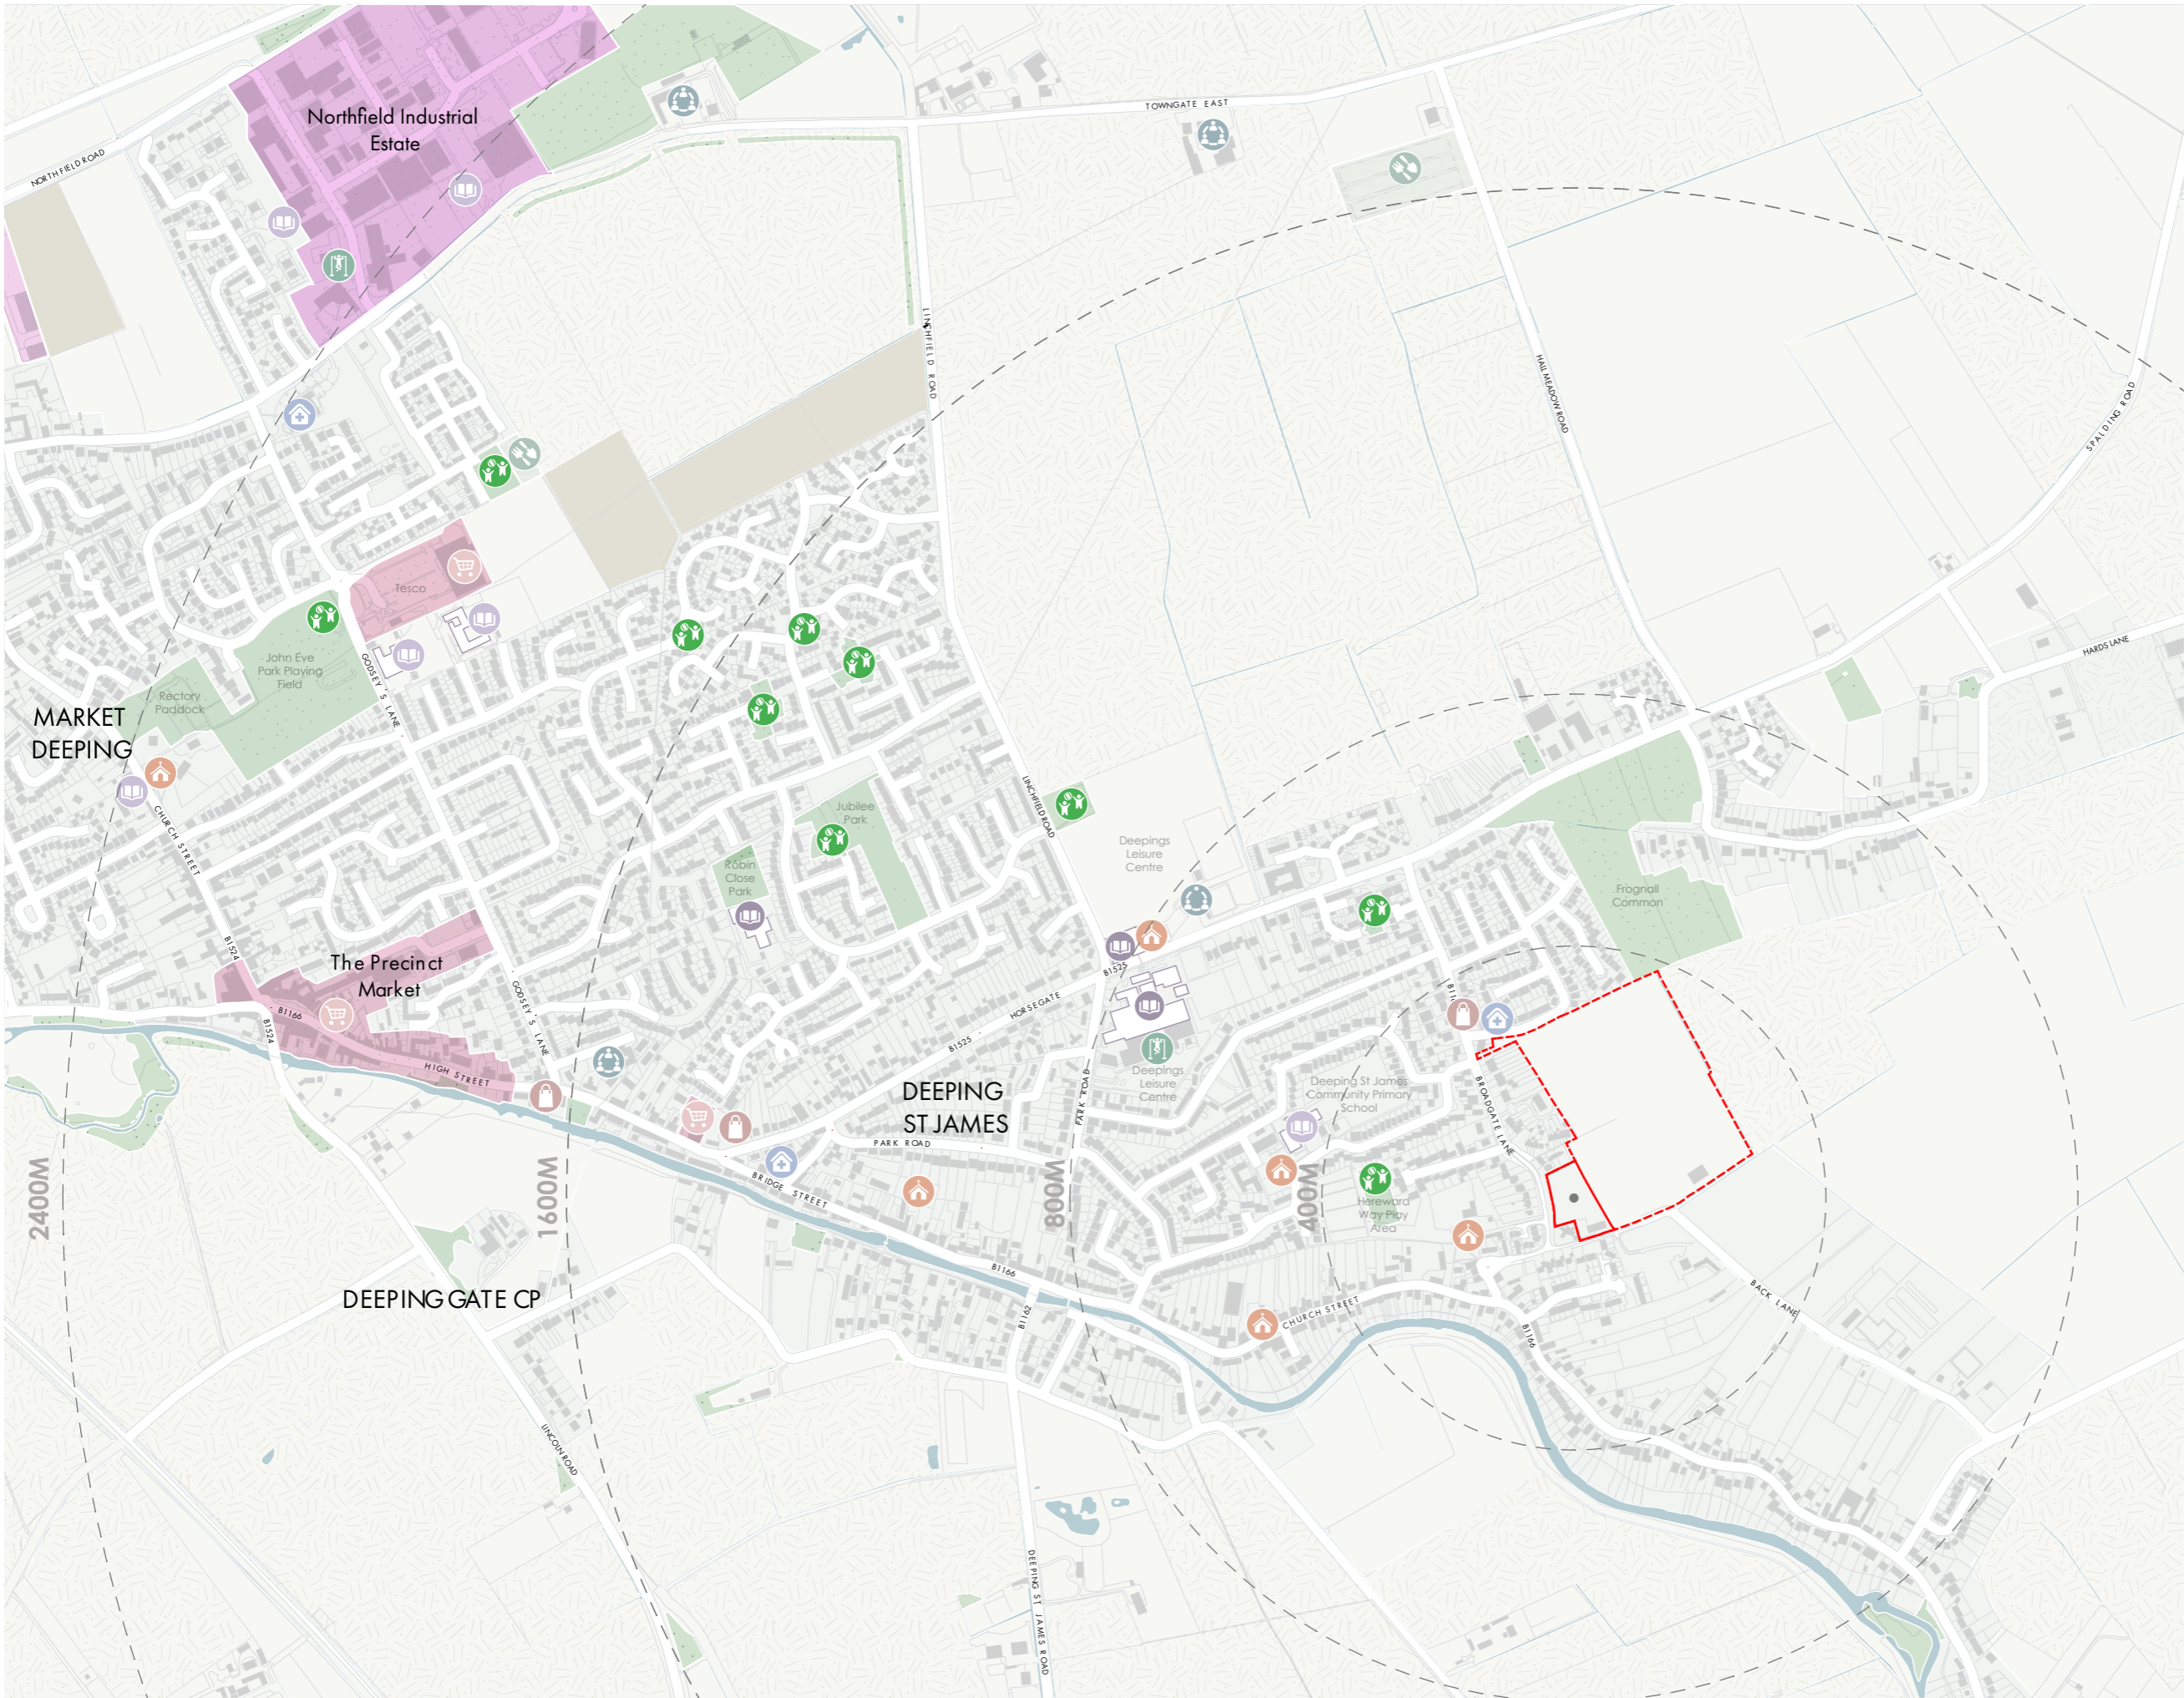 Northfield Industrial
Estate
NORTHFIELD ROAD
TOWNGATE EAST
LINCHFIELD ROAD
HALL MEADOW ROAD
SPALDING ROAD
HARDS LANE
Tesco
GODSEY'S LANE
John Eve
Park Playing
Field
Rectory
Paddock
MARKET
DEEPING
CHURCH STREET
Jubilee
Park
LINCHFIELD ROAD
Deepings
Leisure
Centre
Robin
Close
Park
Frognall
Common
B1524
The Precinct
Market
B1525
GODSEY'S LANE
HORSEGATE
B1166
B1524
B1525
HIGH STREET
Deepings
Leisure
Centre
DEEPING
ST JAMES
PARK ROAD
Deeping St James
Community Primary
School
BROADGATE LANE
PARK ROAD
2400M
1600M
800M
400M
BRIDGE STREET
Hereward
Way Play
Area
B1166
DEEPING GATE CP
B1162
CHURCH STREET
BACK LANE
B1166
LINCOLN ROAD
DEEPING ST JAMES ROAD